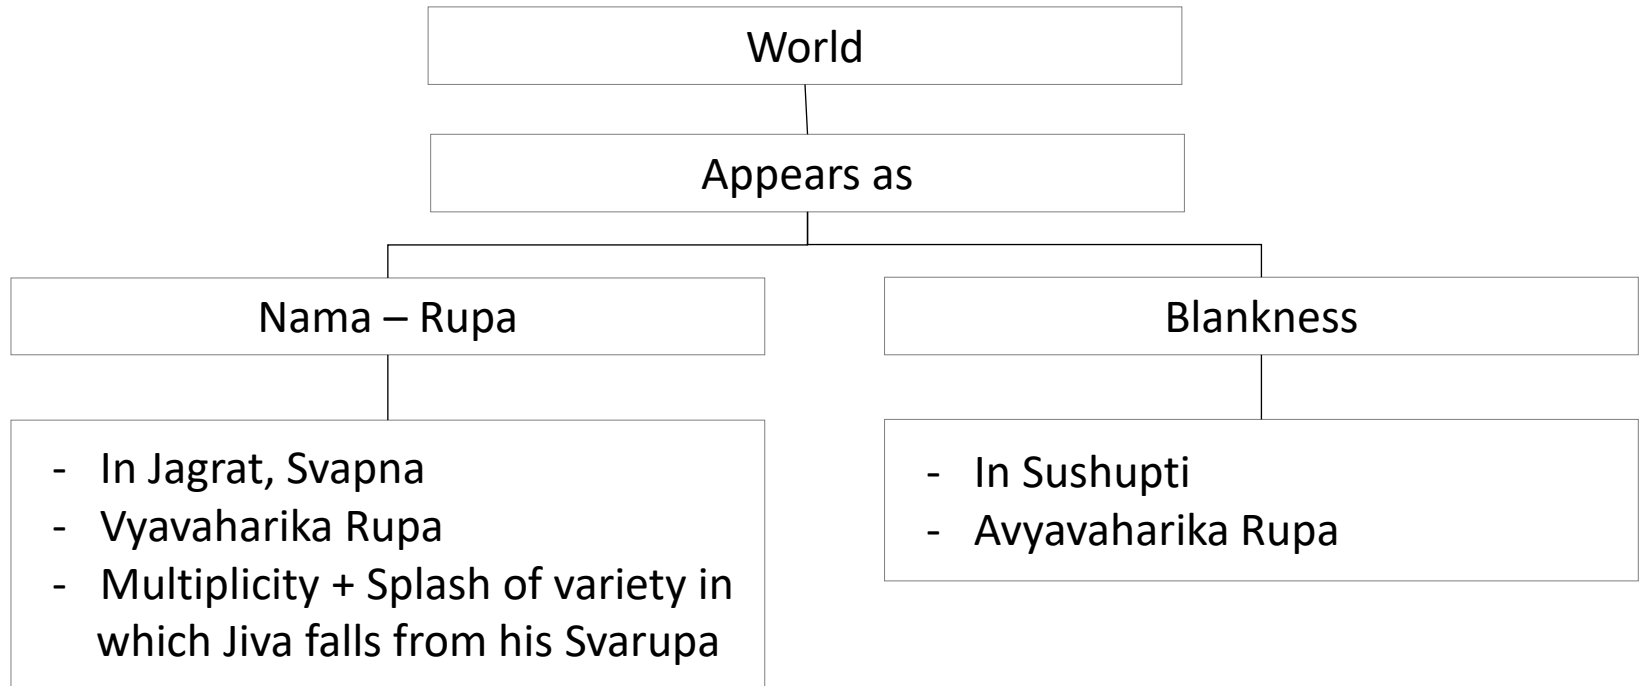 World
Appears as
Nama – Rupa
Blankness
- In Jagrat, Svapna
- Vyavaharika Rupa
- Multiplicity + Splash of variety in
which Jiva falls from his Svarupa
- In Sushupti
- Avyavaharika Rupa